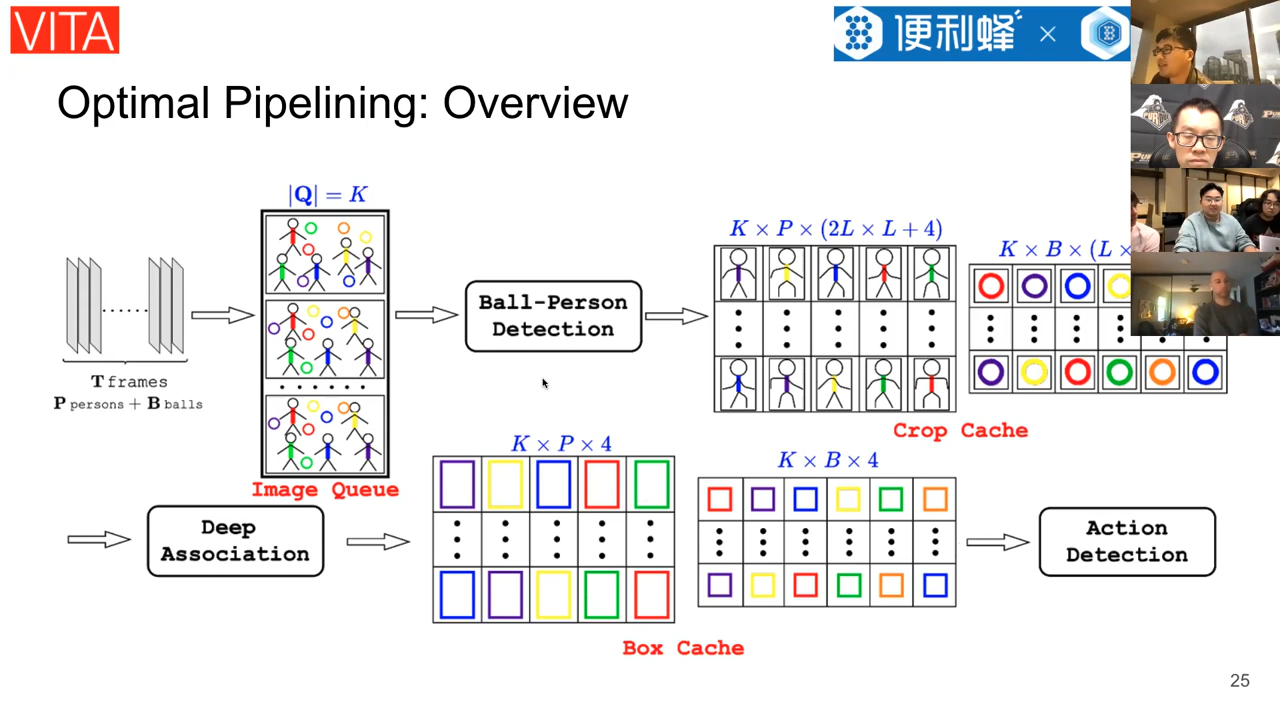 VITA
便利蜂 ×
Optimal Pipelining: Overview
|Q| = K
T frames
P persons + B balls
Image Queue
Ball-Person
Detection
K × P × (2L × L + 4)
K × B × (L ×
Crop Cache
Deep
Association
K × P × 4
K × B × 4
Box Cache
Action
Detection
25